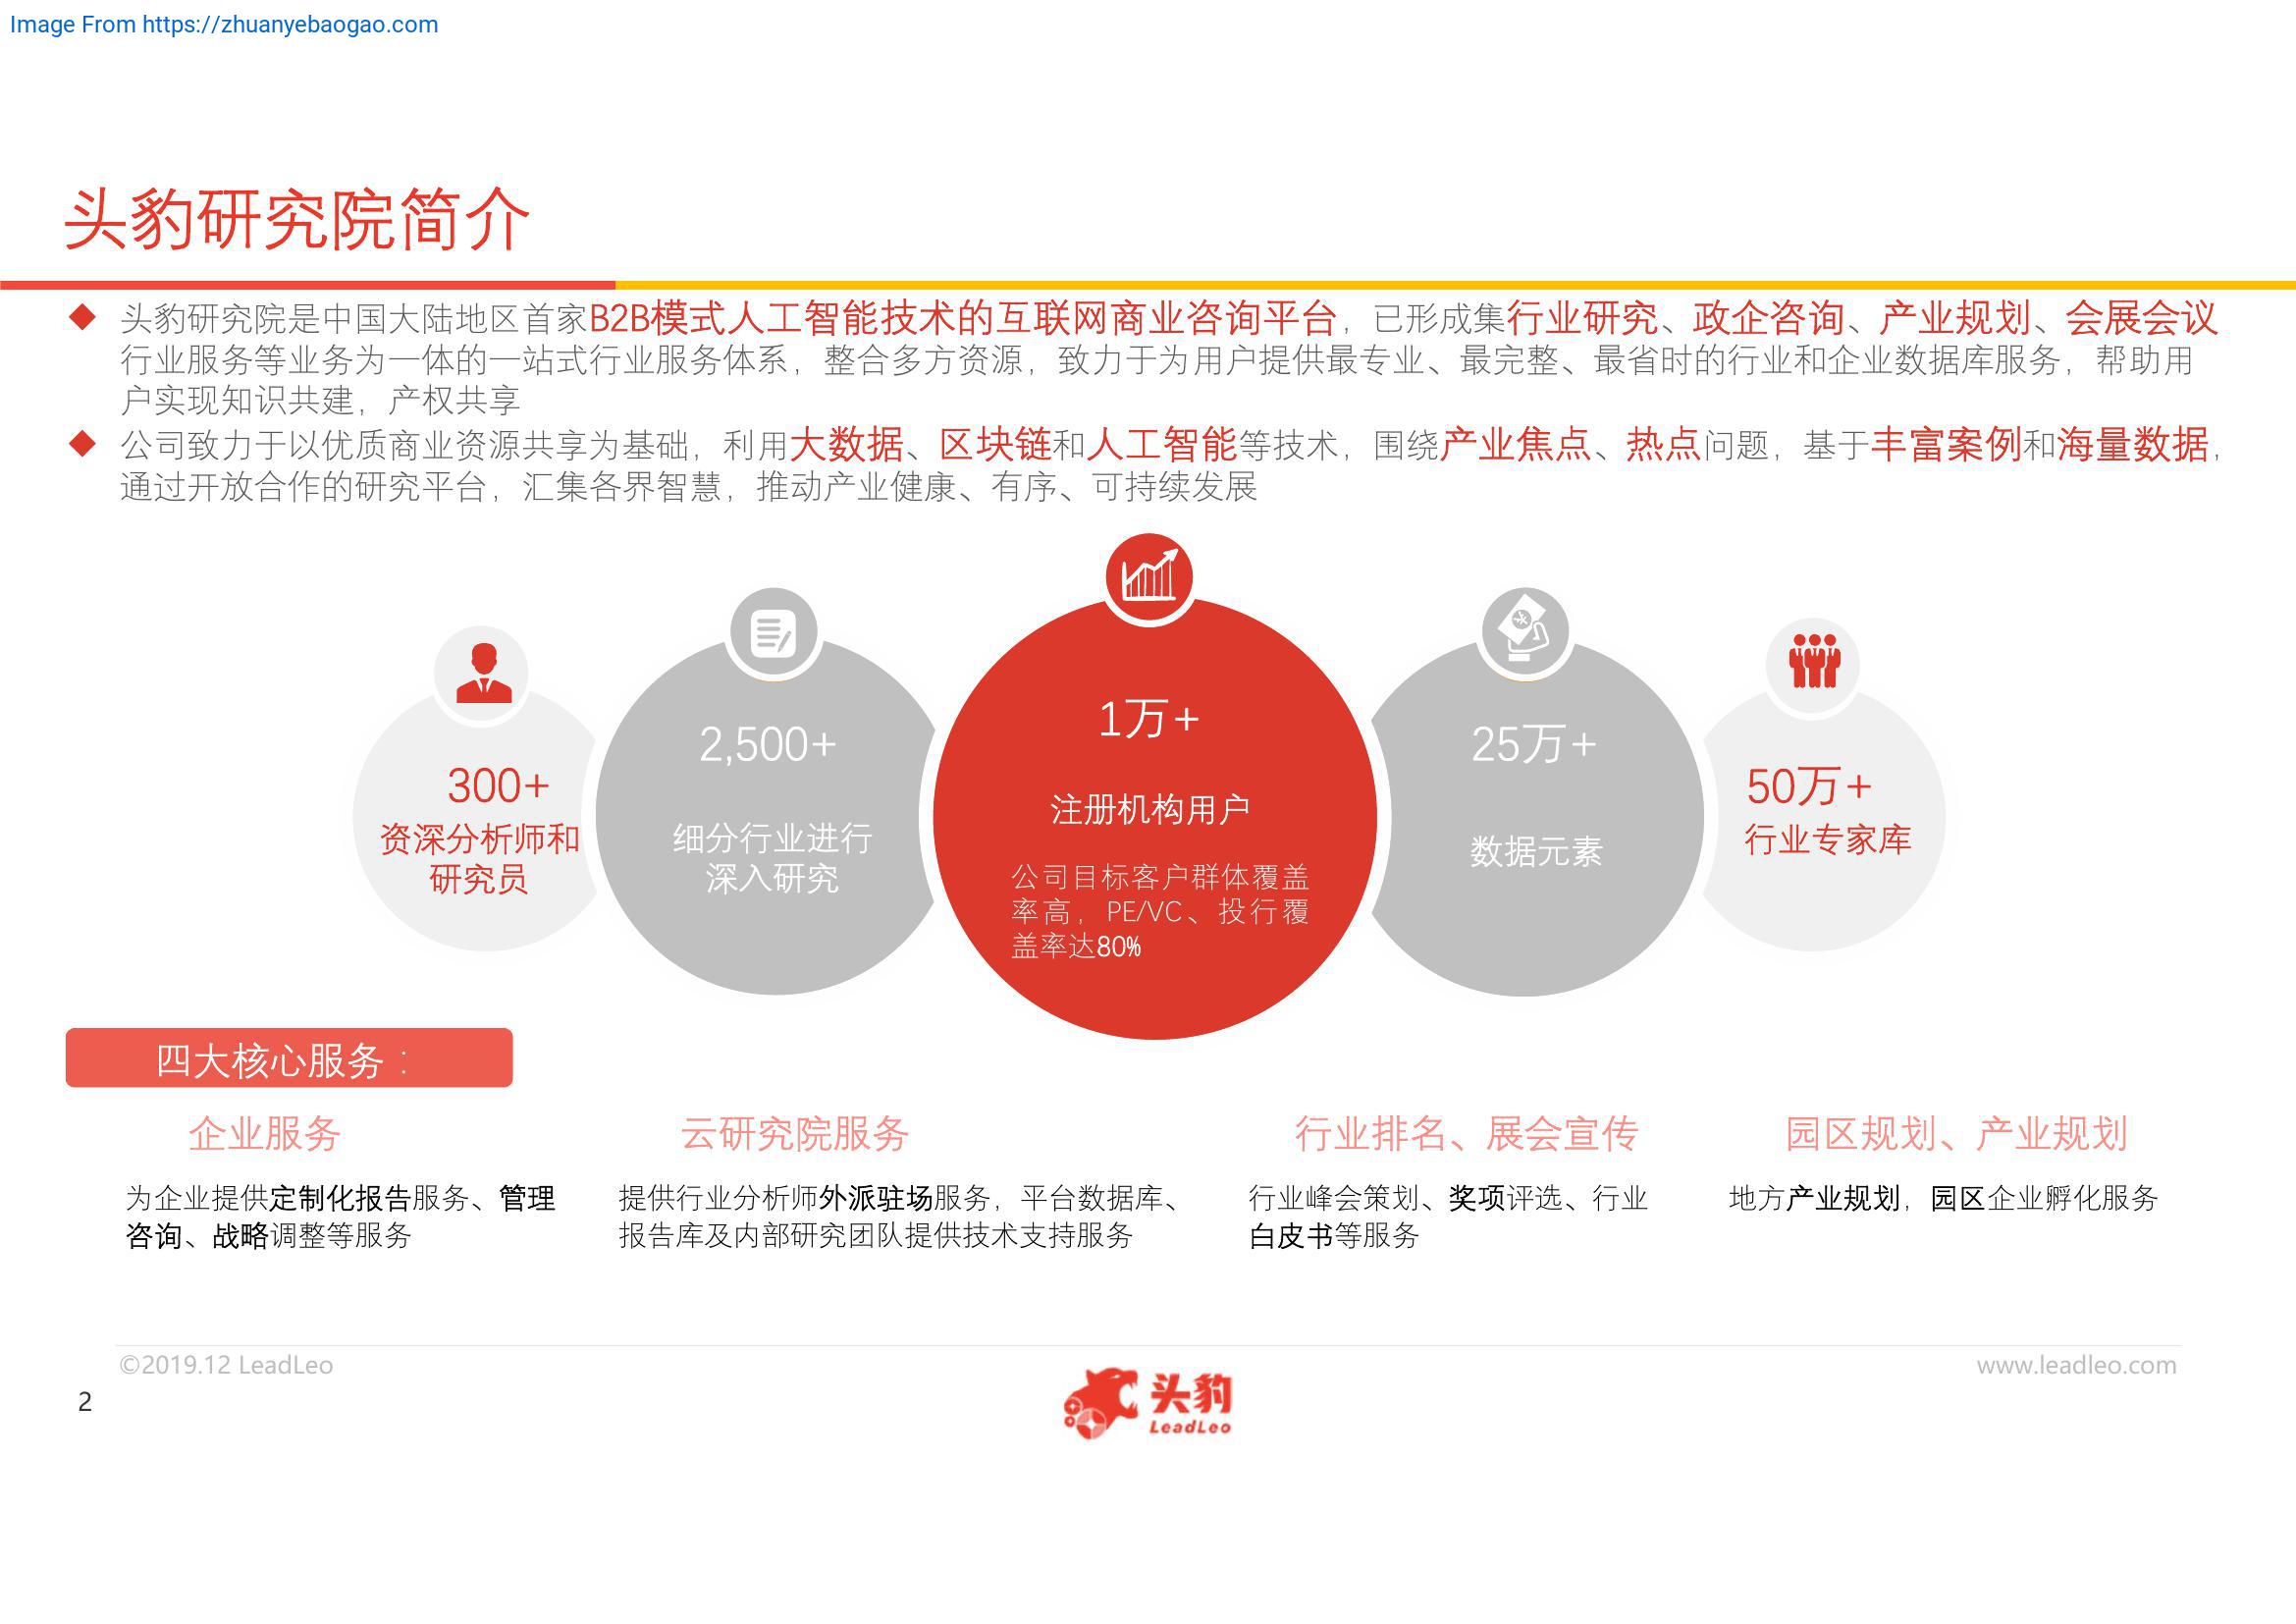 Image From https://zhuanyebaogao.com
头豹研究院简介
头豹研究院是中国大陆地区首家B2B模式人工智能技术的互联网商业咨询平台，已形成集行业研究、政企咨询、产业规划、会展会议
行业服务等业务为一体的一站式行业服务体系，整合多方资源，致力于为用户提供最专业、最完整、最省时的行业和企业数据库服务，帮助用
户实现知识共建，产权共享
公司致力于以优质商业资源共享为基础，利用大数据、区块链和人工智能等技术，围绕产业焦点、热点问题，基于丰富案例和海量数据，
通过开放合作的研究平台，汇集各界智慧，推动产业健康、有序、可持续发展
300+
资深分析师和
研究员
2,500+
细分行业进行
深入研究
1万+
注册机构用户
公司目标客户群体覆盖
率高，PE/VC、投行覆
盖率达80%
25万+
数据元素
50万+
行业专家库
四大核心服务：
企业服务
为企业提供定制化报告服务、管理
咨询、战略调整等服务
云研究院服务
提供行业分析师外派驻场服务，平台数据库、
报告库及内部研究团队提供技术支持服务
行业排名、展会宣传
行业峰会策划、奖项评选、行业
白皮书等服务
园区规划、产业规划
地方产业规划，园区企业孵化服务
©2019.12 LeadLeo
www.leadleo.com
2
头豹
LeadLeo